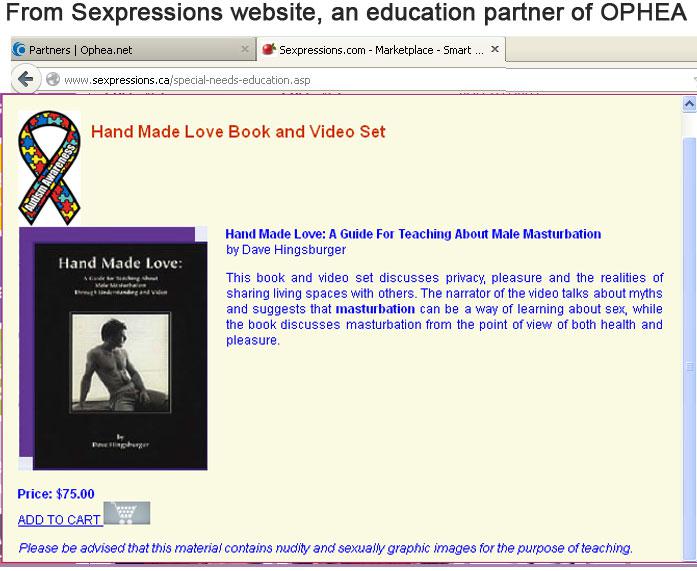 From Sexpressions website, an education partner of OPHEA
Partners | Ophea.net
Sexpressions.com - Marketplace - Smart ...
www.sexpressions.ca/special-needs-education.asp
Autism Awareness
Hand Made Love Book and Video Set
Hand Made Love:
A Guide for Teaching About
Male Masturbation
Through Understanding and Video
by
Dave Hingsburger
Hand Made Love: A Guide For Teaching About Male Masturbation
by Dave Hingsburger
This book and video set discusses privacy, pleasure and the realities of
sharing living spaces with others. The narrator of the video talks about myths
and suggests that masturbation can be a way of learning about sex, while
the book discusses masturbation from the point of view of both health and
pleasure.
Price: $75.00
ADD TO CART
Please be advised that this material contains nudity and sexually graphic images for the purpose of teaching.